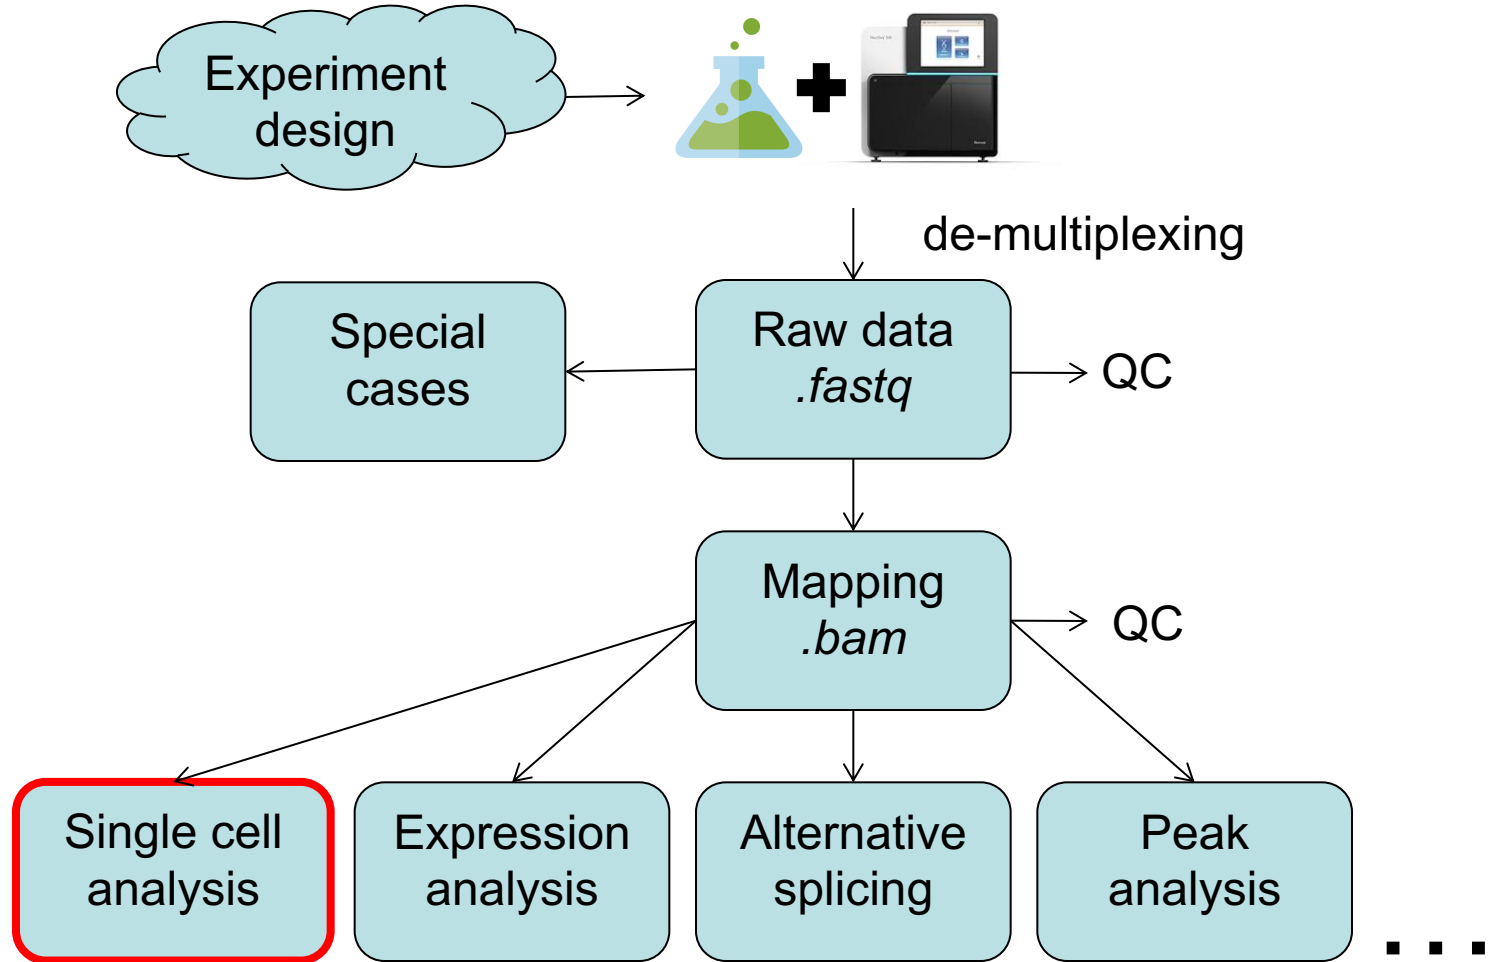 Experiment
design
de-multiplexing
Special
cases
Raw data
.fastq
QC
Mapping
.bam
QC
Single cell
analysis
Expression
analysis
Alternative
splicing
Peak
analysis
...